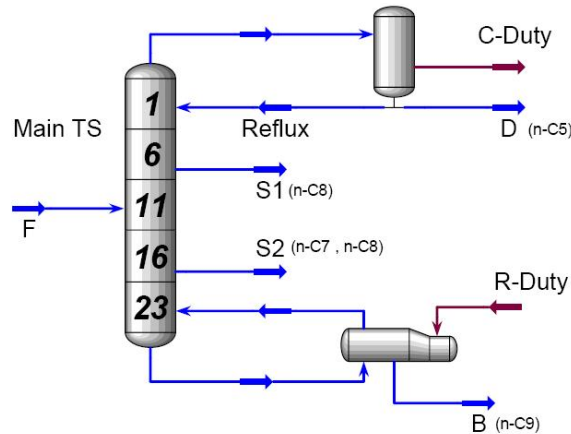 C-Duty
1
Main TS
Reflux
D (n-C5)
6
S1 (n-C8)
11
F
S2 (n-C7 , n-C8)
16
R-Duty
23
B (n-C9)